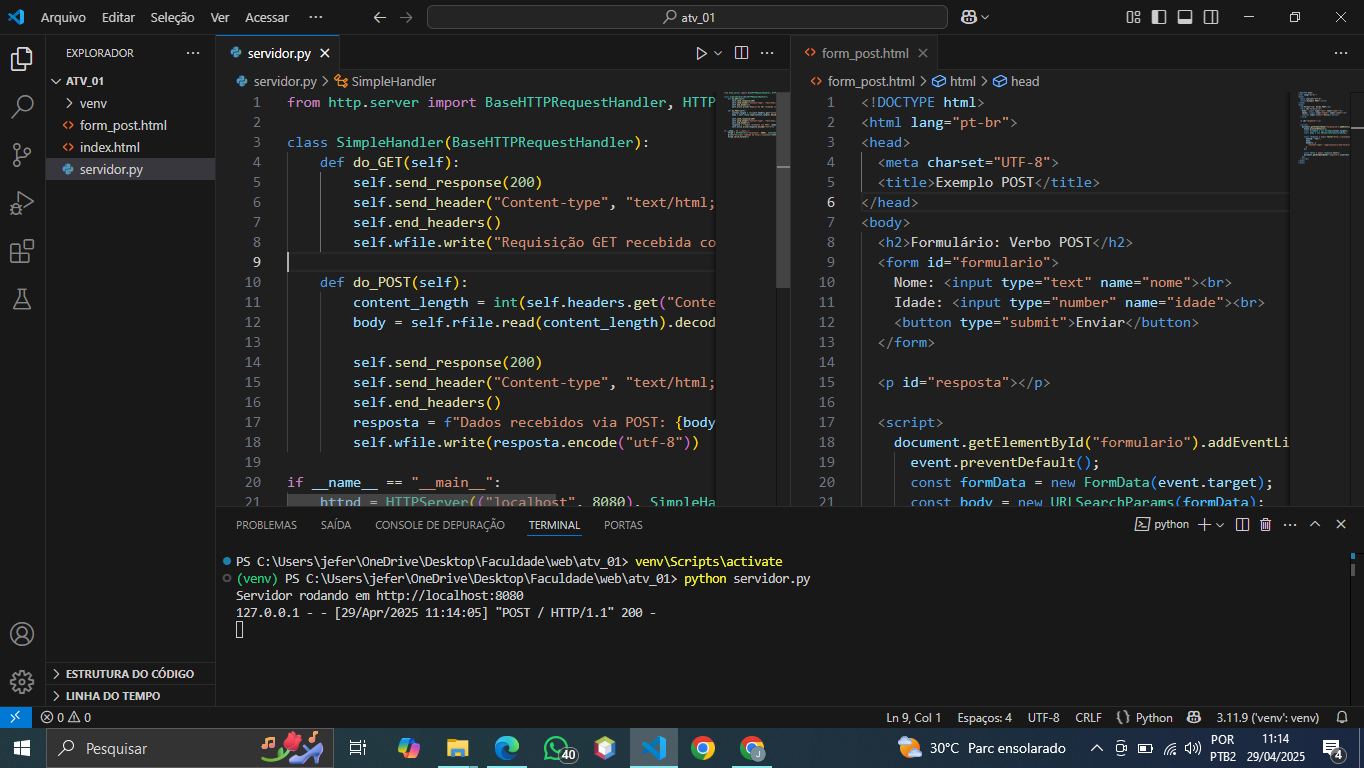 Arquivo Editar Seleção Ver Acessar ···
atv_01
EXPLORADOR ···
ATV_01
venv
form_post.html
index.html
servidor.py
ESTRUTURA DO CÓDIGO
LINHA DO TEMPO
servidor.py
servidor.py > SimpleHandler
1 from http.server import BaseHTTPRequestHandler, HTTP
2
3 class SimpleHandler(BaseHTTPRequestHandler):
4 def do_GET(self):
5 self.send_response(200)
6 self.send_header("Content-type", "text/html;
7 self.end_headers()
8 self.wfile.write("Requisição GET recebida co
9
10 def do_POST(self):
11 content_length = int(self.headers.get("Conte
12 body = self.rfile.read(content_length).decod
13
14 self.send_response(200)
15 self.send_header("Content-type", "text/html;
16 self.end_headers()
17 resposta = f"Dados recebidos via POST: {body
18 self.wfile.write(resposta.encode("utf-8"))
19
20 if __name__ == "__main__":
21 httpd = HTTPServer(("localhost", 8080), SimpleHa
form_post.html
form_post.html > html > head
1 <!DOCTYPE html>
2 <html lang="pt-br">
3 <head>
4 <meta charset="UTF-8">
5 <title>Exemplo POST</title>
6 </head>
7 <body>
8 <h2>Formulário: Verbo POST</h2>
9 <form id="formulario">
10 Nome: <input type="text" name="nome"><br>
11 Idade: <input type="number" name="idade"><br>
12 <button type="submit">Enviar</button>
13 </form>
14
15 <p id="resposta"></p>
16
17 <script>
18 document.getElementById("formulario").addEventLi
19 event.preventDefault();
20 const formData = new FormData(event.target);
21 const body = new URLSearchParams(formData);
PROBLEMAS SAÍDA CONSOLE DE DEPURAÇÃO TERMINAL PORTAS
python
PS C:\Users\jefer\OneDrive\Desktop\Faculdade\web\atv_01> venv\Scripts\activate
(venv) PS C:\Users\jefer\OneDrive\Desktop\Faculdade\web\atv_01> python servidor.py
Servidor rodando em http://localhost:8080
127.0.0.1 - - [29/Apr/2025 11:14:05] "POST / HTTP/1.1" 200 -
0 0
Ln 9, Col 1 Espaços: 4 UTF-8 CRLF {} Python 3.11.9 ('venv': venv)
Pesquisar
40
J
30°C Parc ensolarado
POR
PTB2
11:14
29/04/2025
4